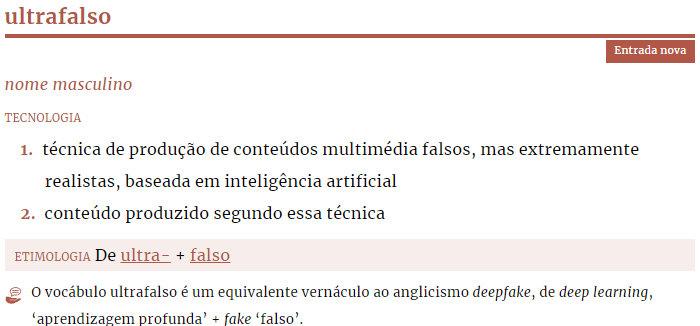 ultrafalso
Entrada nova
nome masculino
TECNOLOGIA
1. técnica de produção de conteúdos multimédia falsos, mas extremamente
realistas, baseada em inteligência artificial
2. conteúdo produzido segundo essa técnica
ETIMOLOGIA De ultra- + falso
O vocábulo ultrafalso é um equivalente vernáculo ao anglicismo deepfake, de deep learning,
‘aprendizagem profunda’ + fake ‘falso’.